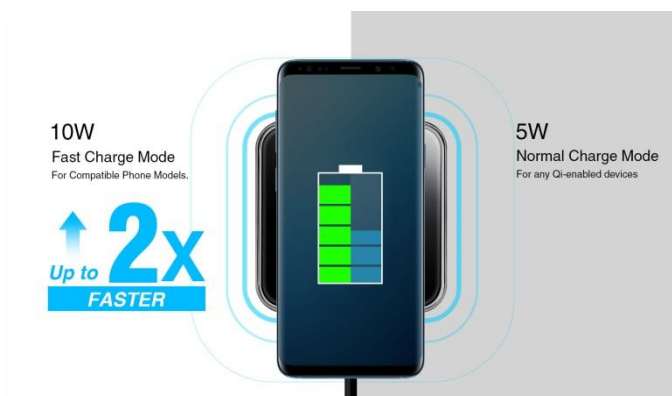 10W
Fast Charge Mode
For Compatible Phone Models.
Up to 2x
FASTER
5W
Normal Charge Mode
For any Qi-enabled devices